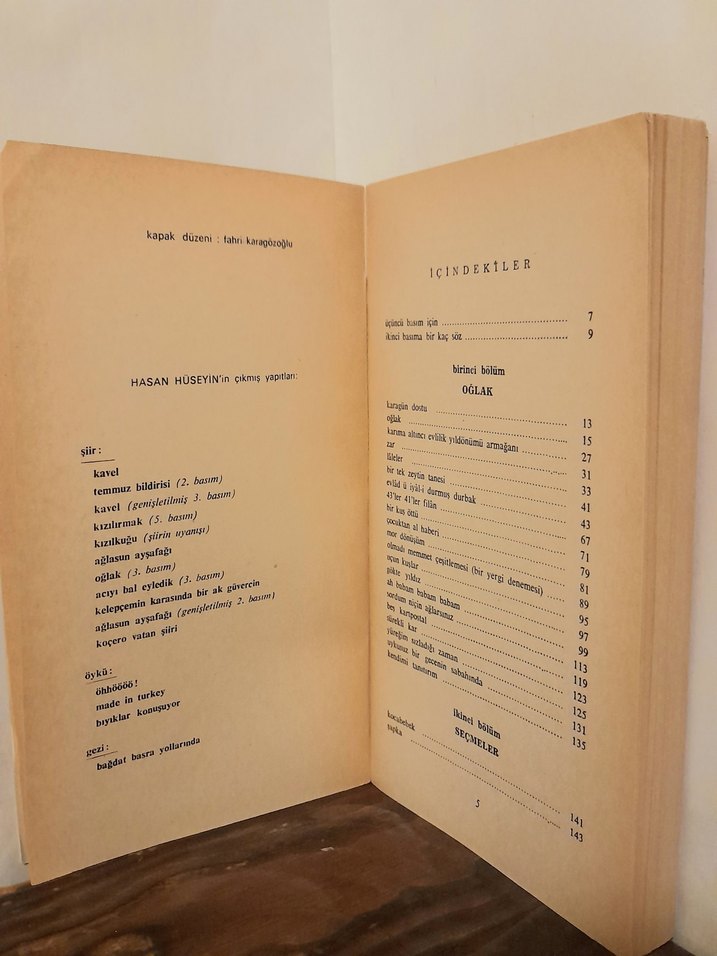 kapak düzeni : fahri karagözoğlu
HASAN HÜSEYİN'in çıkmış yapıtları:
şiir :
kavel
temmuz bildirisi (2. basım)
kavel (genişletilmiş 3. basım)
kızılırmak (5. basım)
kızılkuğu (şiirin uyanışı)
ağlasun ayşafağı
oğlak (3. basım)
acıyı bal eyledik (3. basım)
kelepçemin karasında bir ak güvercin
ağlasun ayşafağı (genişletilmiş 2. basım)
koçero vatan şiiri
öykü:
öhhöööö!
made in turkey
bıyıklar konuşuyor
gezi :
bağdat basra yollarında
İÇİNDEKİLER
üçüncü basım için 7
ikinci basıma bir kaç söz 9
birinci bölüm
OĞLAK
karagün dostu 13
oğlak 15
karıma altıncı evlilik yıldönümü armağanı 27
zar 31
lâleler 33
bir tek zeytin tanesi 41
evlâd ü iyâl-i durmuş durbak 43
43'ler 41'ler filân 67
bir kuş öttü 71
çocuktan al haberi 79
mor dönüşüm 81
olmadı memmet çeşitlemesi (bir yergi denemesi) 89
uçun kuşlar 95
gökte yıldız 97
ah babam babam babam 99
sordum niçin ağlarsınız 113
beş kartpostal 119
sürekli kar 123
yüreğim sızladığı zaman 125
uykusuz bir gecenin sabahında 131
kendimi tanıtırım 135
ikinci bölüm
SEÇMELER
kocabebek 141
şapka 143
5